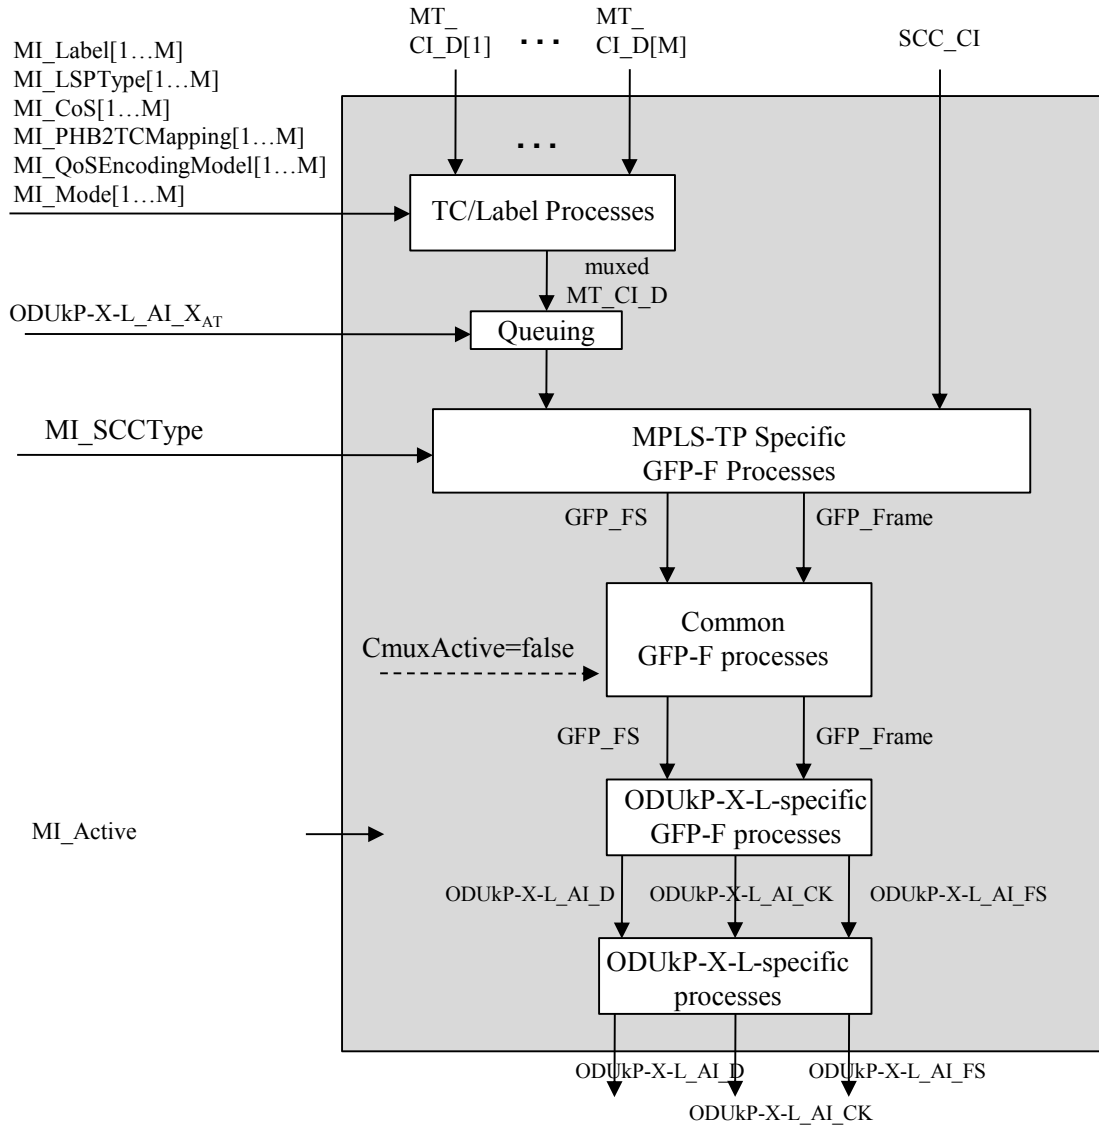 MT_
CI_D[1]
...
MT_
CI_D[M]
SCC_CI
MI_Label[1…M]
MI_LSPType[1…M]
MI_CoS[1…M]
MI_PHB2TCMapping[1…M]
MI_QoSEncodingModel[1…M]
MI_Mode[1…M]
...
TC/Label Processes
muxed
MT_CI_D
ODUkP-X-L_AI_XAT
Queuing
MI_SCCType
MPLS-TP Specific
GFP-F Processes
GFP_FS
GFP_Frame
Common
GFP-F processes
CmuxActive=false
GFP_FS
GFP_Frame
ODUkP-X-L-specific
GFP-F processes
MI_Active
ODUkP-X-L_AI_D
ODUkP-X-L_AI_CK
ODUkP-X-L_AI_FS
ODUkP-X-L-specific
processes
ODUkP-X-L_AI_D
ODUkP-X-L_AI_FS
ODUkP-X-L_AI_CK